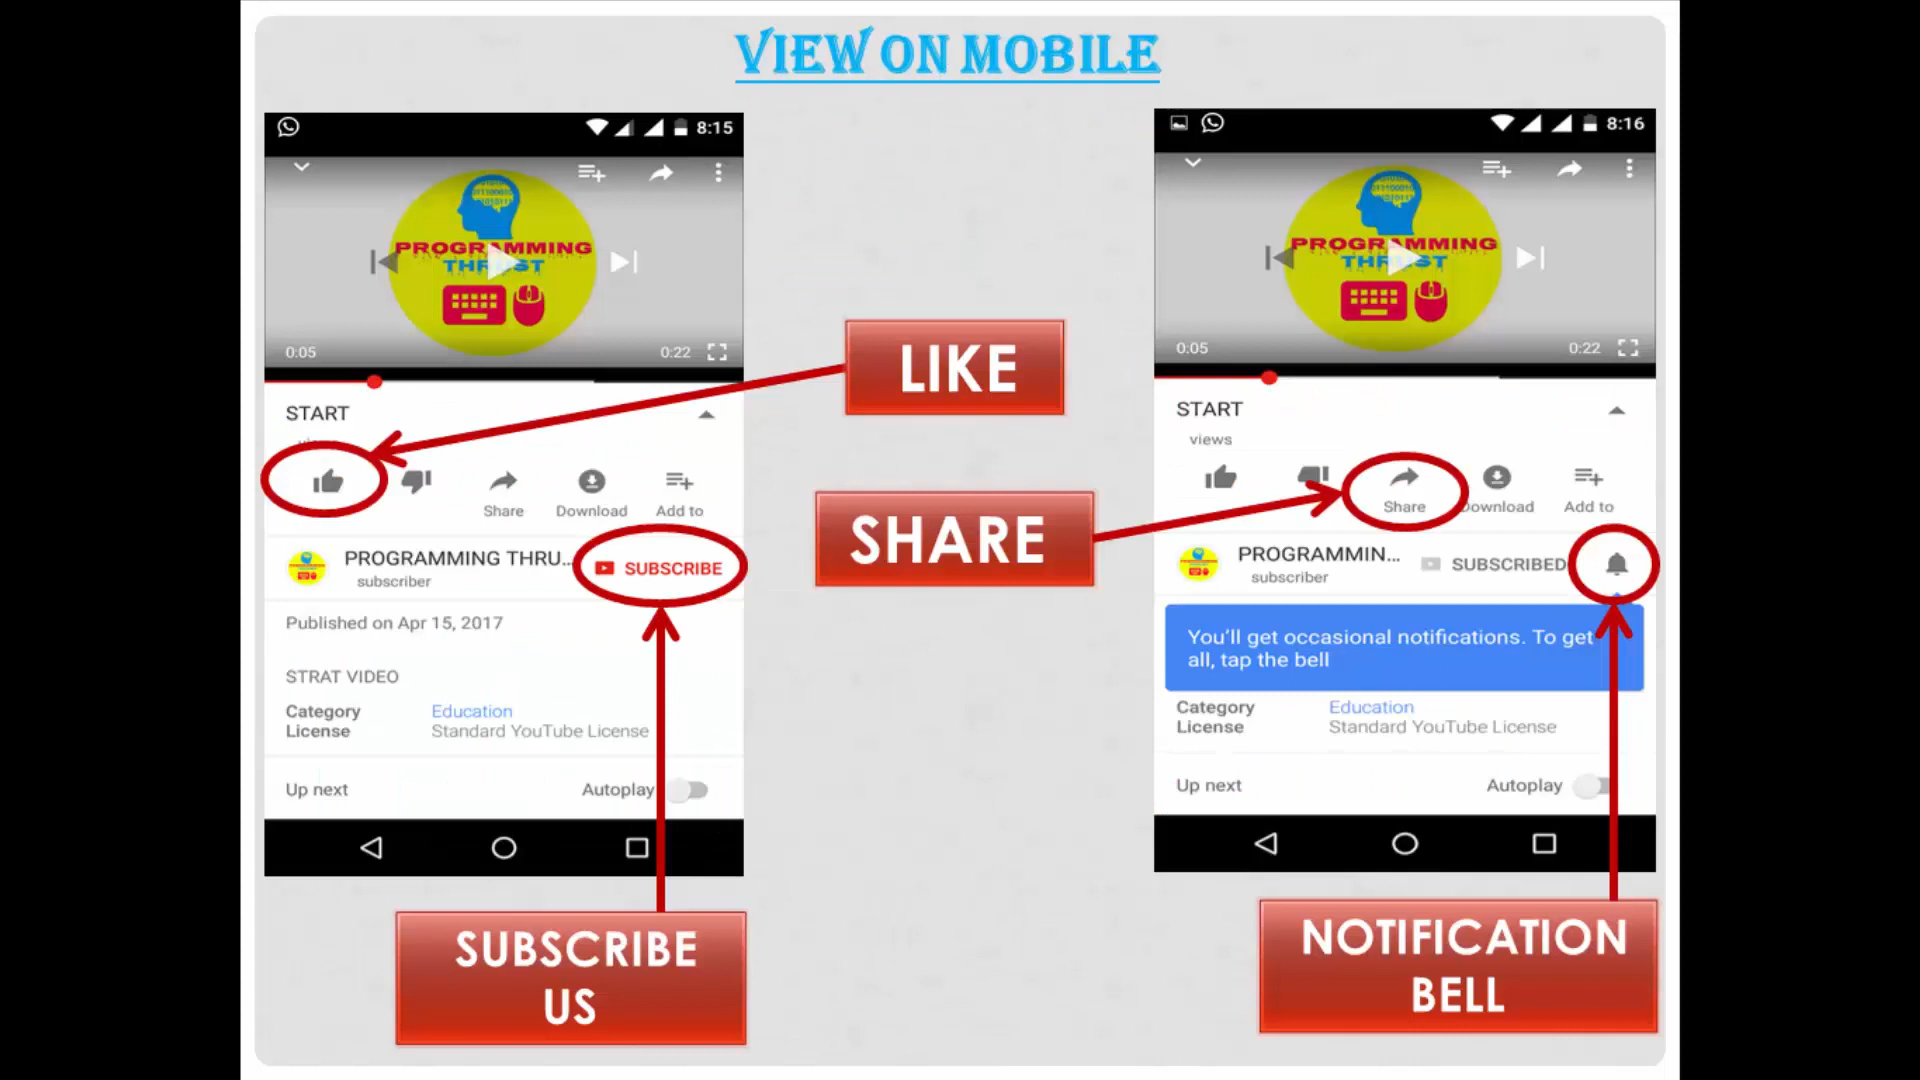 VIEW ON MOBILE
8:15
PROGRAMMING
THRUST
0:05
0:22
START
Share
Download
Add to
PROGRAMMING THRU...
subscriber
SUBSCRIBE
Published on Apr 15, 2017
STRAT VIDEO
Category
Education
License
Standard YouTube License
Up next
Autoplay
LIKE
SHARE
SUBSCRIBE
US
8:16
PROGRAMMING
THRUST
0:05
0:22
START
views
Share
Download
Add to
PROGRAMMIN...
subscriber
SUBSCRIBED
You'll get occasional notifications. To get
all, tap the bell
Category
Education
License
Standard YouTube License
Up next
Autoplay
NOTIFICATION
BELL